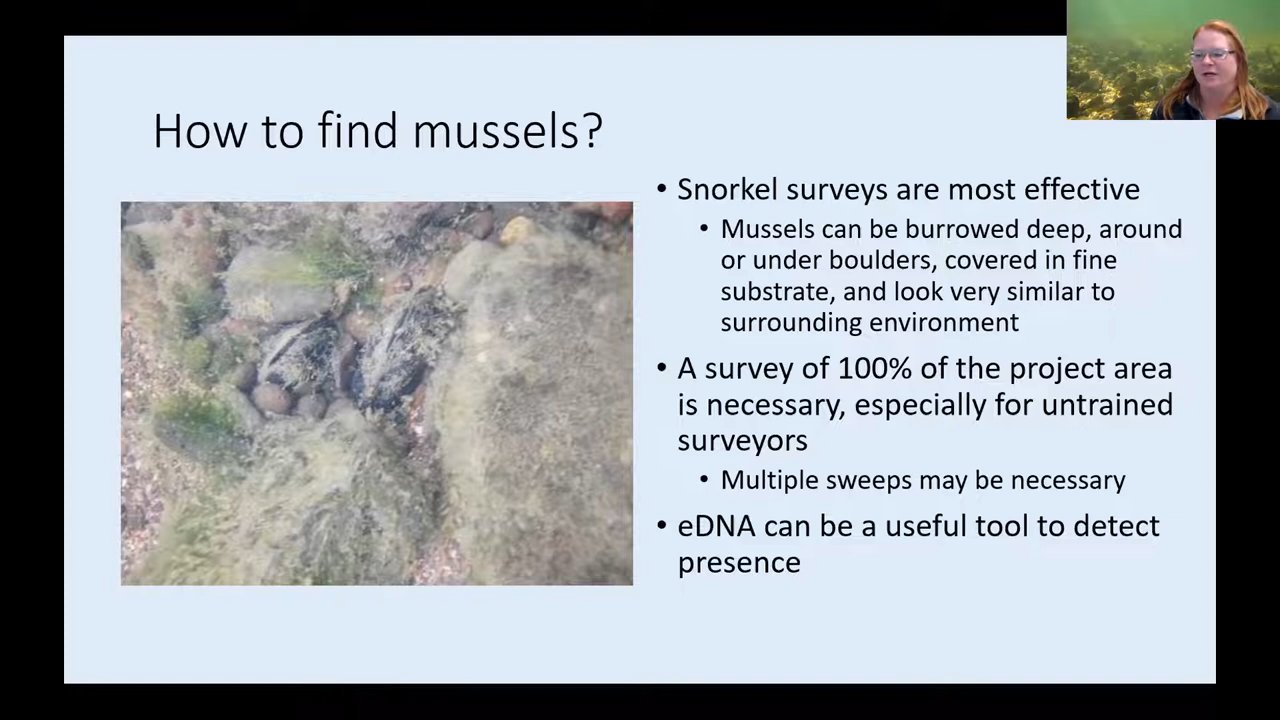 How to find mussels?
• Snorkel surveys are most effective
• Mussels can be burrowed deep, around
or under boulders, covered in fine
substrate, and look very similar to
surrounding environment
• A survey of 100% of the project area
is necessary, especially for untrained
surveyors
• Multiple sweeps may be necessary
• eDNA can be a useful tool to detect
presence